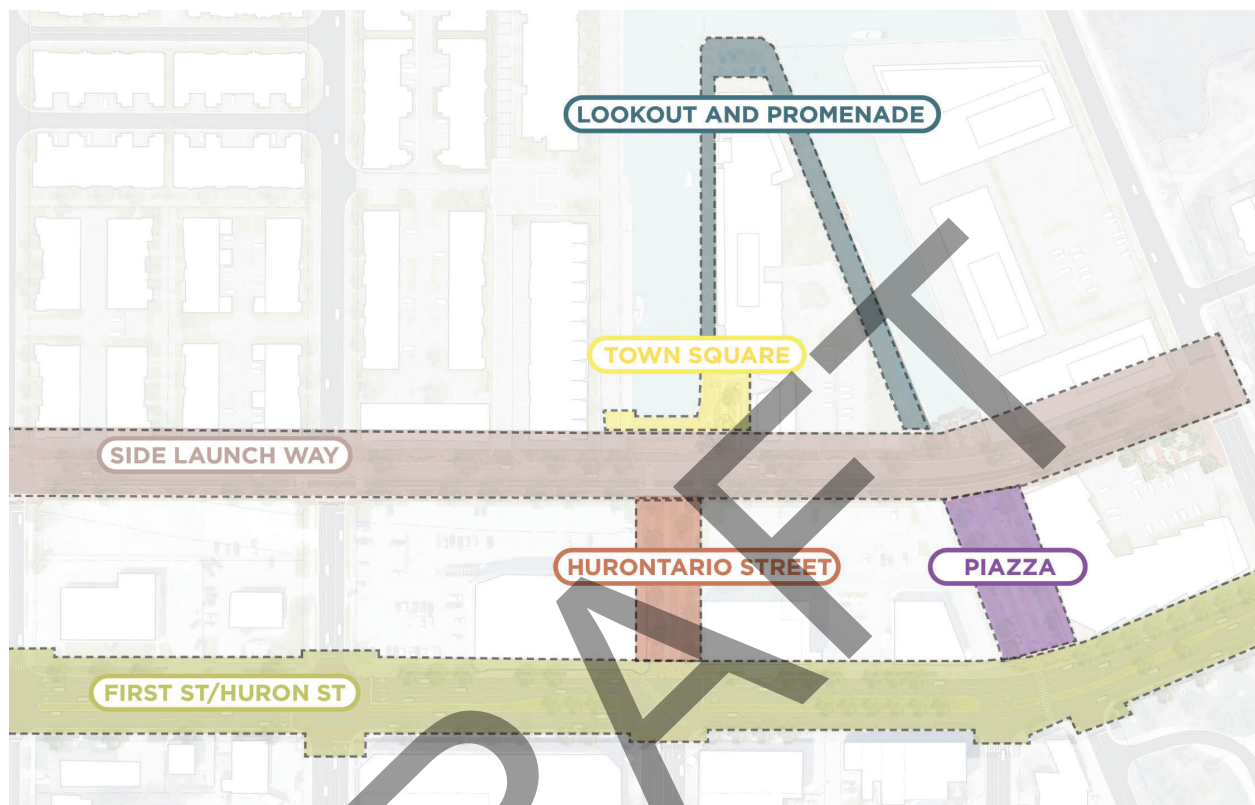 LOOKOUT AND PROMENADE
TOWN SQUARE
SIDE LAUNCH WAY
HURONTARIO STREET
PIAZZA
FIRST ST/HURON ST
DRAFT